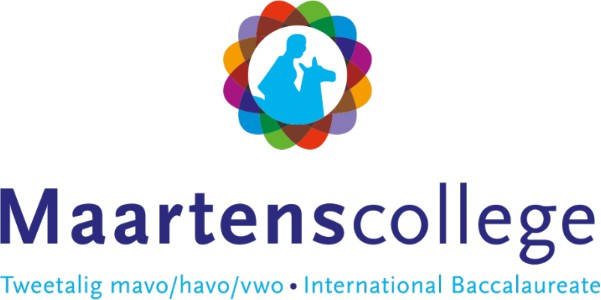 Maartenscollege
Tweetalig mavo/havo/vwo • International Baccalaureate